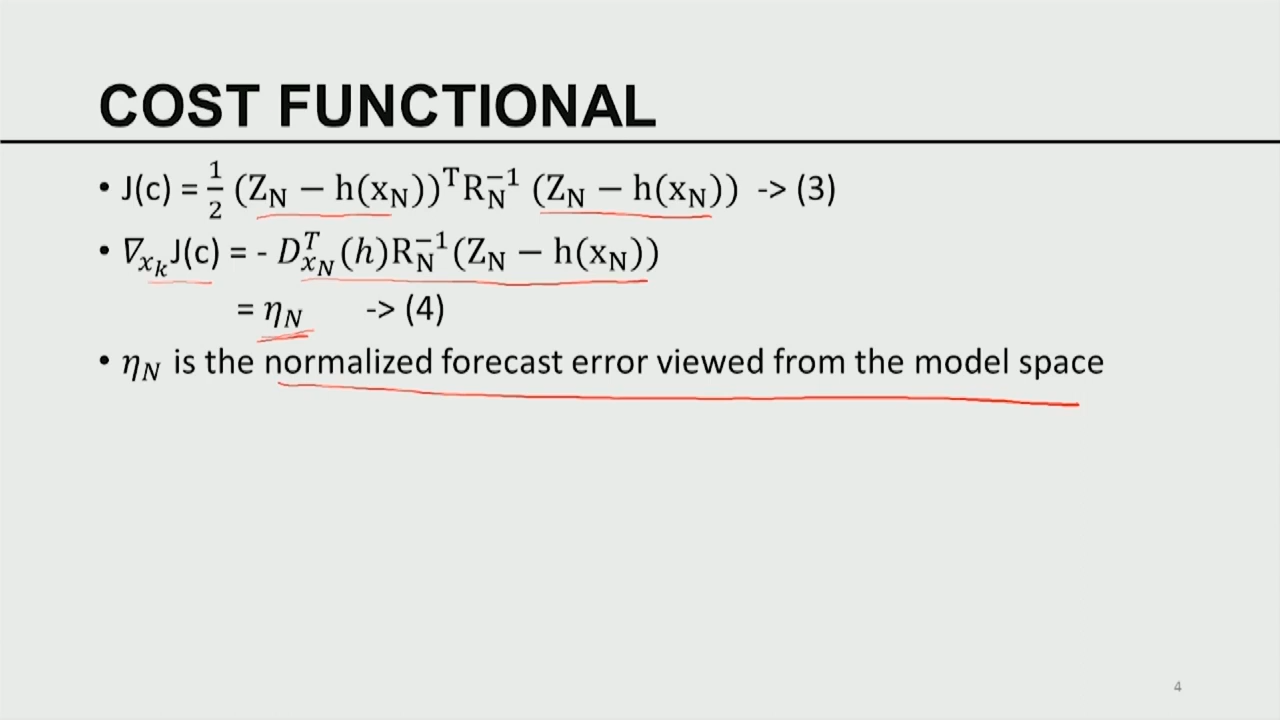 COST FUNCTIONAL
• J(c) = 1/2 (Z_N − h(x_N))^T R_N^−1 (Z_N − h(x_N)) -> (3)
• ∇_{x_k} J(c) = - D_{x_N}^T (h) R_N^−1 (Z_N − h(x_N))
= η_N -> (4)
• η_N is the normalized forecast error viewed from the model space
4